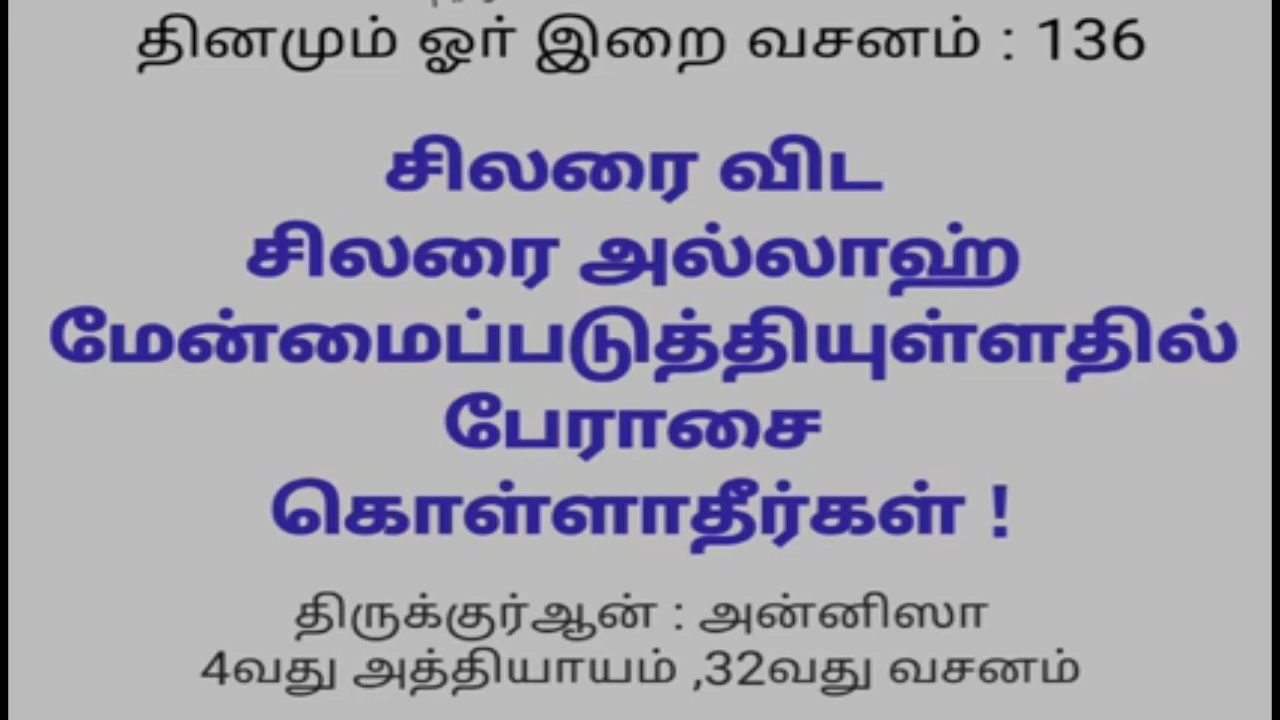 தினமும் ஓர் இறை வசனம் : 136
சிலரை விட
சிலரை அல்லாஹ்
மேன்மைப்படுத்தியுள்ளதில்
பேராசை
கொள்ளாதீர்கள் !
திருக்குர்ஆன் : அன்னிஸா
4வது அத்தியாயம் ,32வது வசனம்